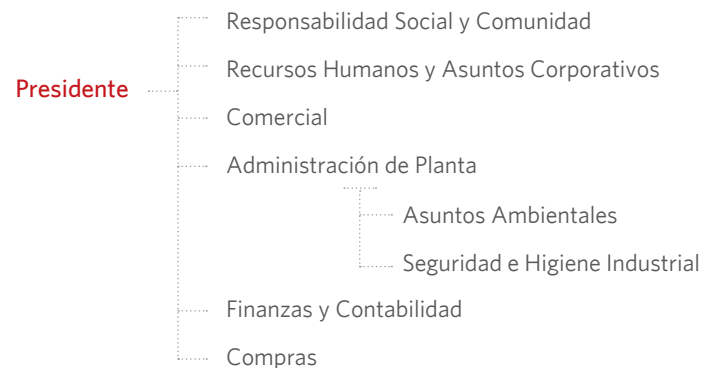 Responsabilidad Social y Comunidad
Recursos Humanos y Asuntos Corporativos
Presidente
Comercial
Administración de Planta
Asuntos Ambientales
Seguridad e Higiene Industrial
Finanzas y Contabilidad
Compras